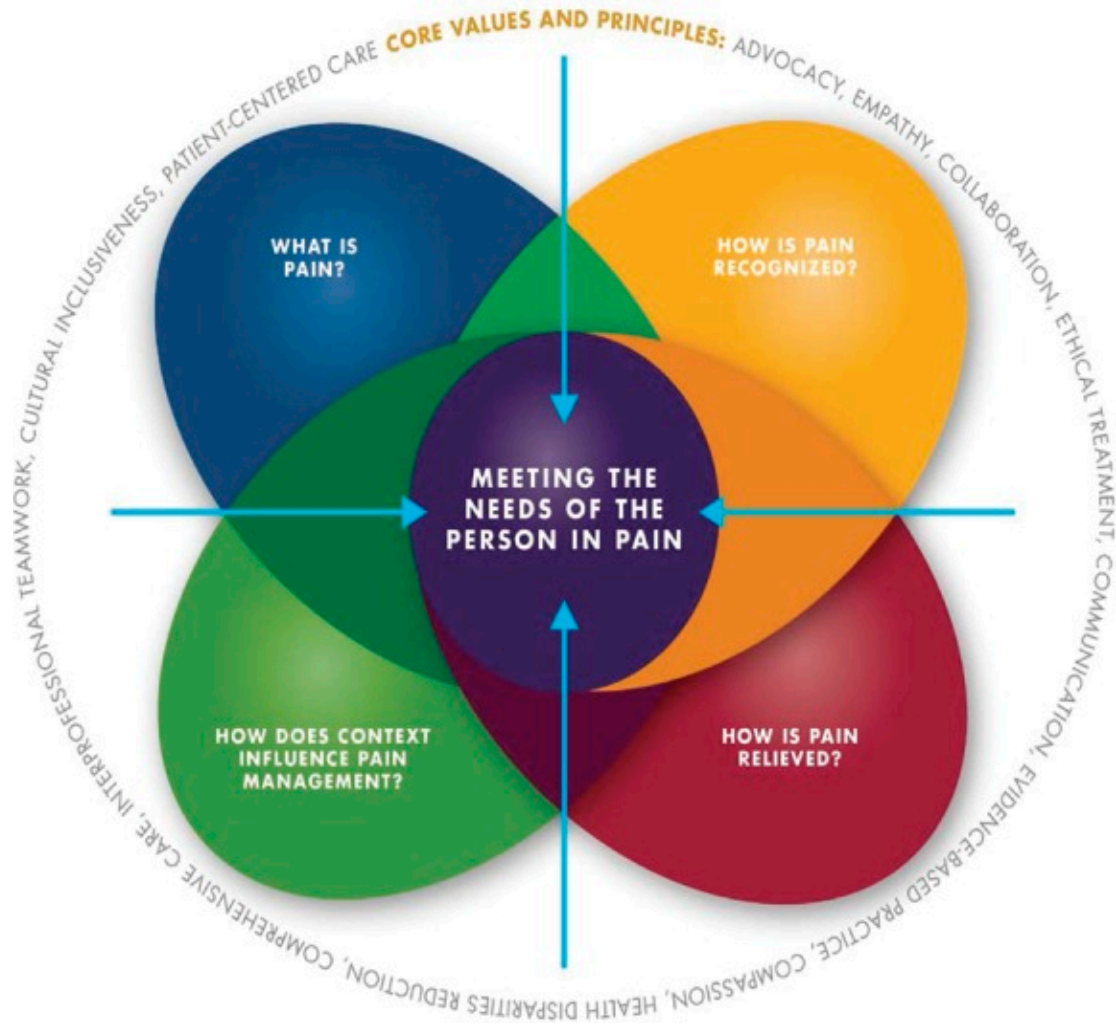 CORE VALUES AND PRINCIPLES: ADVOCACY, EMPATHY, COLLABORATION, ETHICAL TREATMENT, COMMUNICATION, EVIDENCE-BASED PRACTICE, COMPASSION, HEALTH DISPARITIES REDUCTION, COMPREHENSIVE CARE, INTERPROFESSIONAL TEAMWORK, CULTURAL INCLUSIVENESS, PATIENT-CENTERED CARE
WHAT IS
PAIN?
HOW IS PAIN
RECOGNIZED?
MEETING THE
NEEDS OF THE
PERSON IN PAIN
HOW DOES CONTEXT
INFLUENCE PAIN
MANAGEMENT?
HOW IS PAIN
RELIEVED?